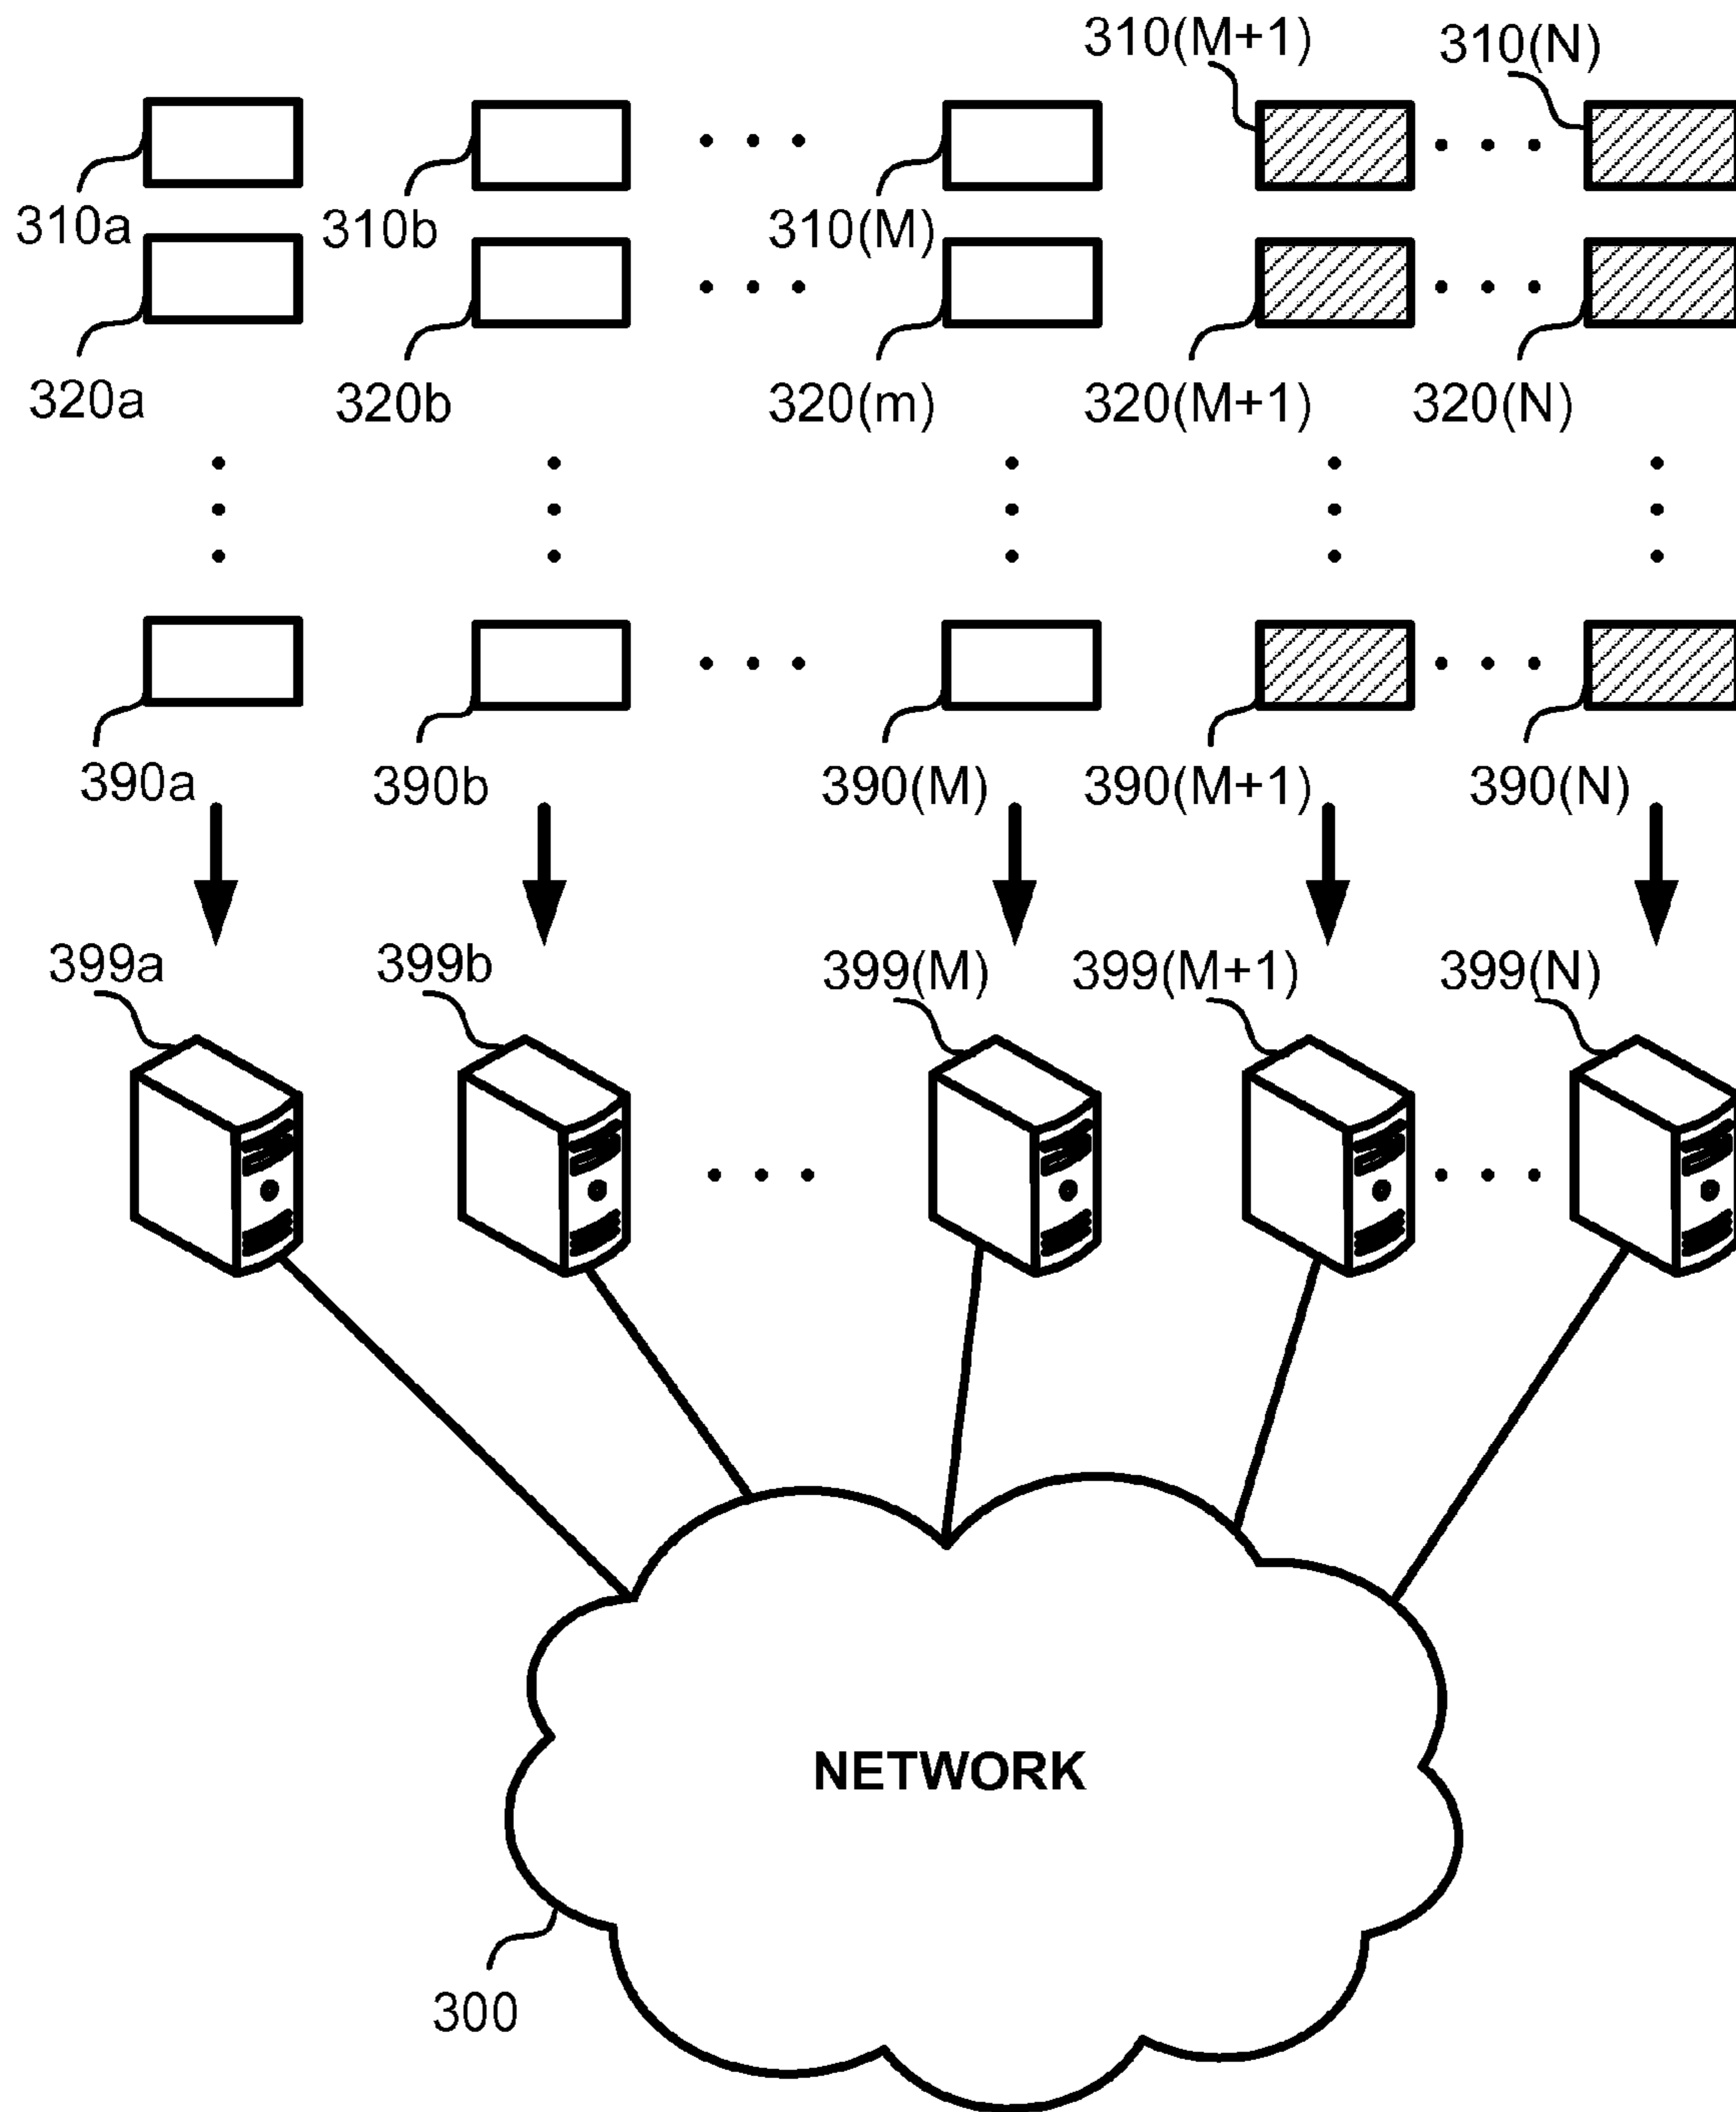 310(M+1) 310(N)
310a 310b 310(M)
320a 320b 320(m) 320(M+1) 320(N)
390a 390b 390(M) 390(M+1) 390(N)
399a 399b 399(M) 399(M+1) 399(N)
NETWORK
300